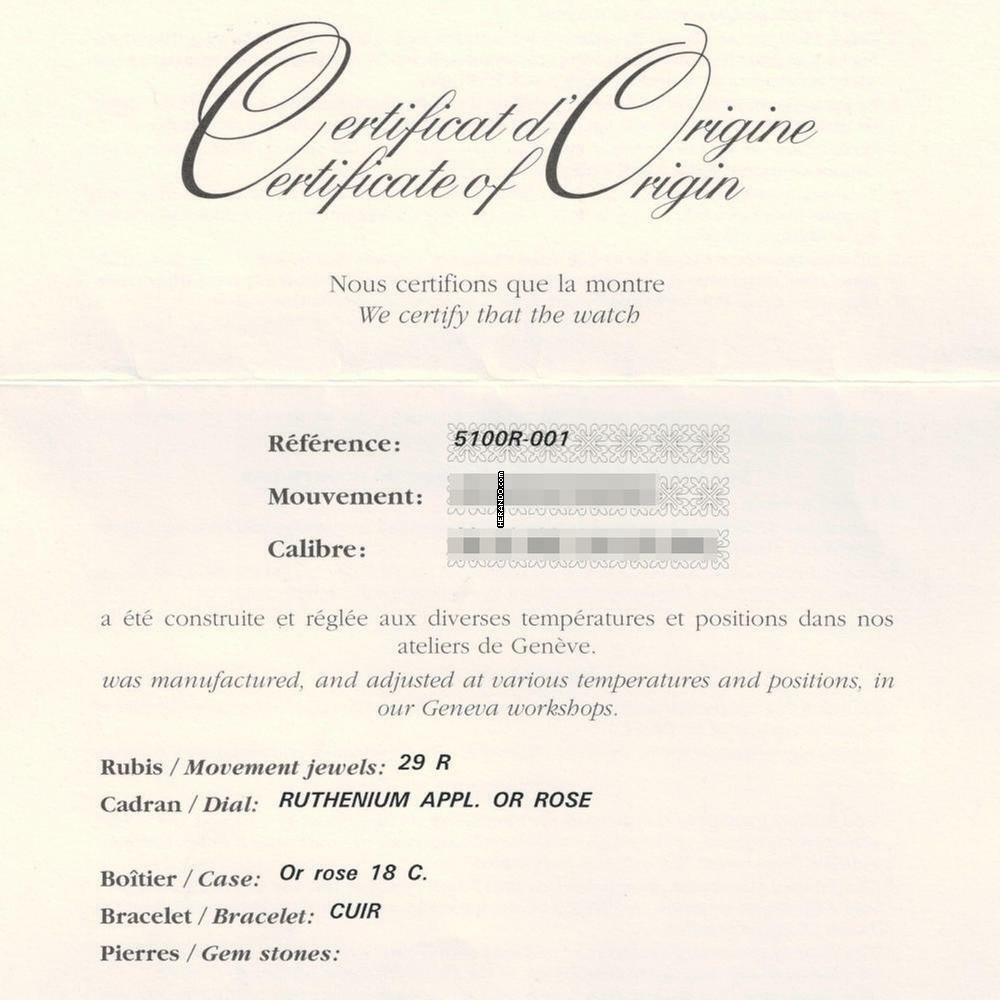 Certificat d'Origine
Certificate of Origin
Nous certifions que la montre
We certify that the watch
Référence: 5100R-001
Mouvement:
HERANDO.com
Calibre:
a été construite et réglée aux diverses températures et positions dans nos
ateliers de Genève.
was manufactured, and adjusted at various temperatures and positions, in
our Geneva workshops.
Rubis / Movement jewels: 29 R
Cadran / Dial: RUTHENIUM APPL. OR ROSE
Boîtier / Case: Or rose 18 C.
Bracelet / Bracelet: CUIR
Pierres / Gem stones: